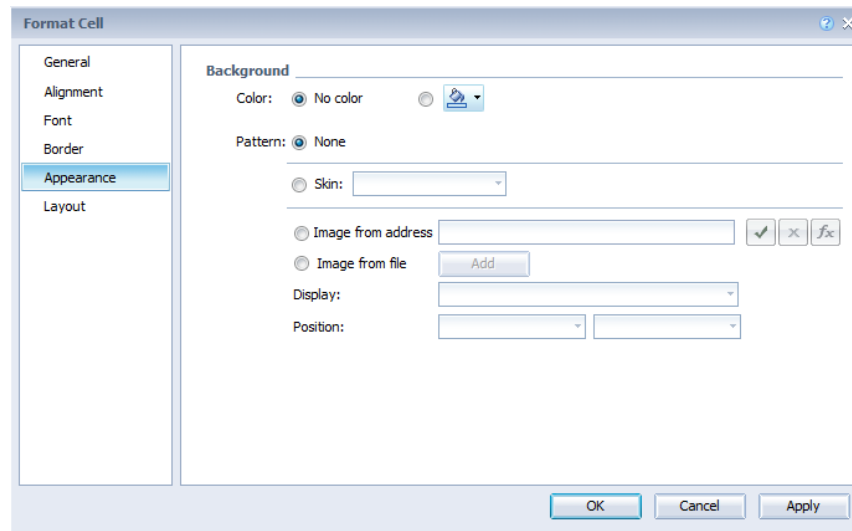 Format Cell ?
General
Alignment
Font
Border
Appearance
Layout
Background
Color: No color
Pattern: None
Skin:
Image from address fx
Image from file Add
Display:
Position:
OK Cancel Apply